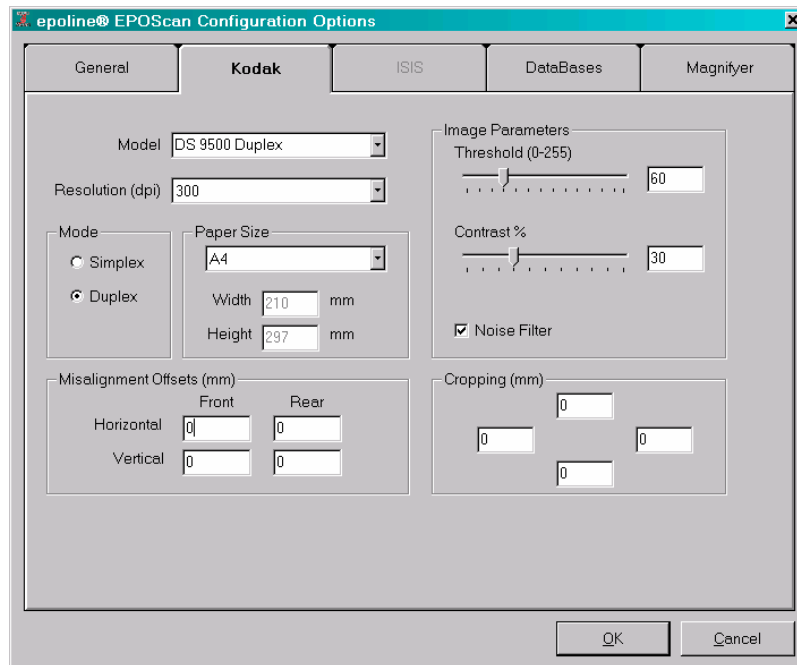 epoline® EPOScan Configuration Options
General
Kodak
ISIS
DataBases
Magnifyer
Model
DS 9500 Duplex
Resolution (dpi)
300
Mode
Simplex
Duplex
Paper Size
A4
Width 210 mm
Height 297 mm
Image Parameters
Threshold (0-255)
60
Contrast %
30
Noise Filter
Misalignment Offsets (mm)
Front Rear
Horizontal 0 0
Vertical 0 0
Cropping (mm)
0
0 0
0
OK
Cancel